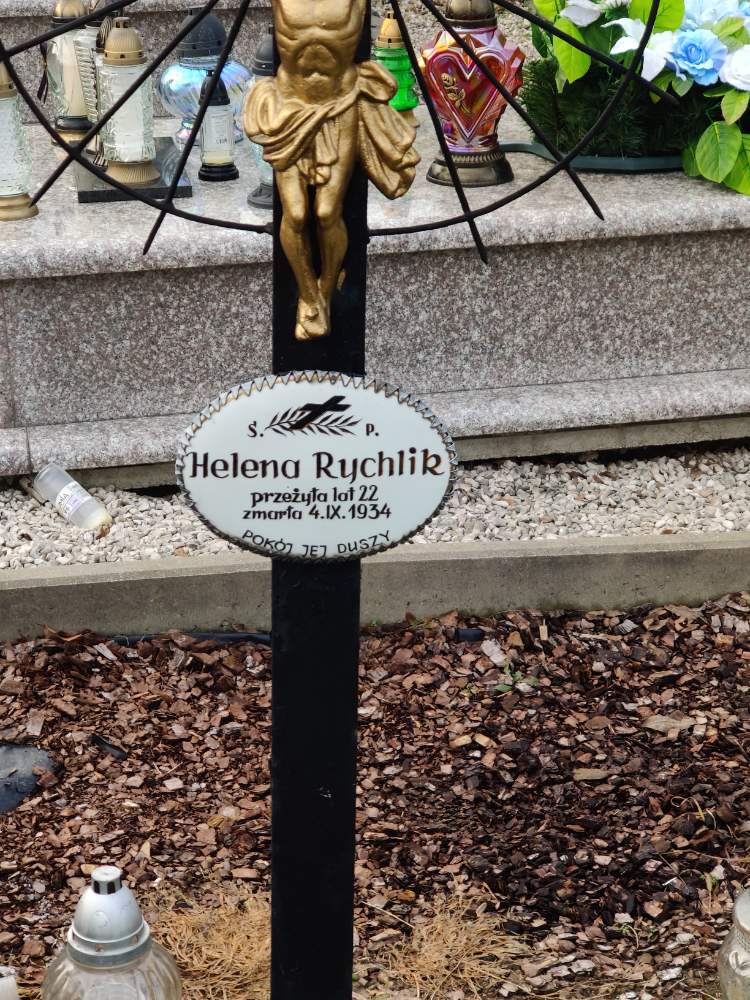 Ś. P.
Helena Rychlik
przeżyła lat 22
zmarła 4.IX.1934
POKÓJ JEJ DUSZY